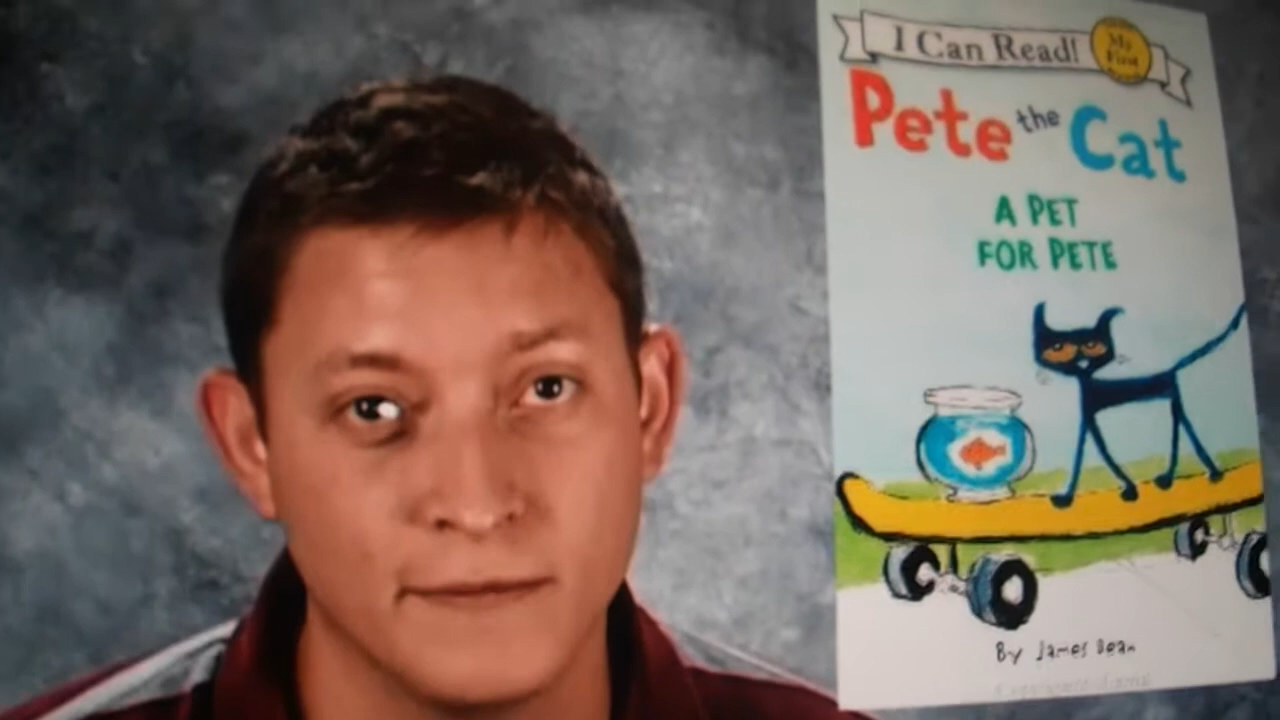 I Can Read!
My
First
Pete the Cat
A PET
FOR PETE
By James Dean